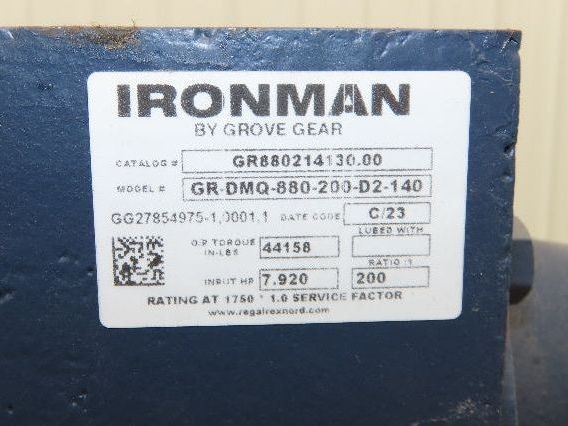 IRONMAN
BY GROVE GEAR
CATALOG # GR880214130.00
MODEL # GR-DMQ-880-200-D2-140
GG27854975-1,0001,1 DATE CODE C/23
O.P. TORQUE IN-LBS 44158 LUBED WITH
INPUT HP 7.920 RATIO :1 200
RATING AT 1750 * 1.0 SERVICE FACTOR
www.regalrexnord.com